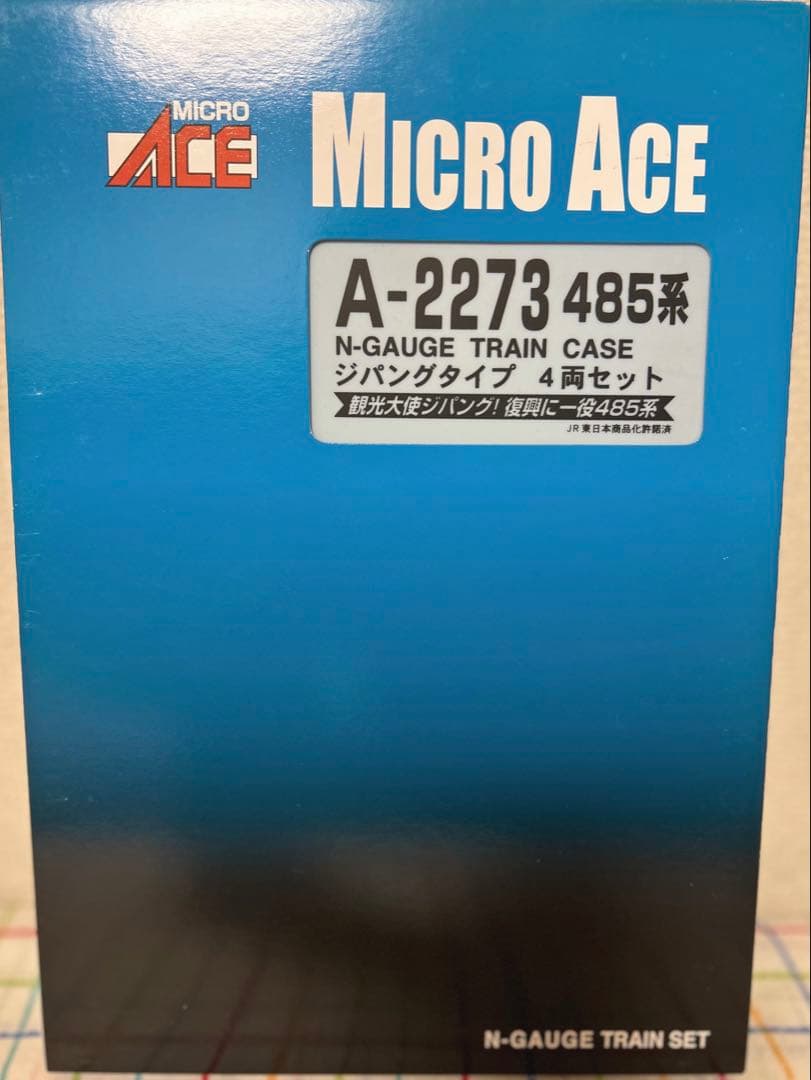 MICRO
ACE
MICRO ACE
A-2273 485系
N-GAUGE TRAIN CASE
ジパングタイプ 4両セット
観光大使ジパング!復興に一役485系
JR東日本商品化許諾済
N-GAUGE TRAIN SET